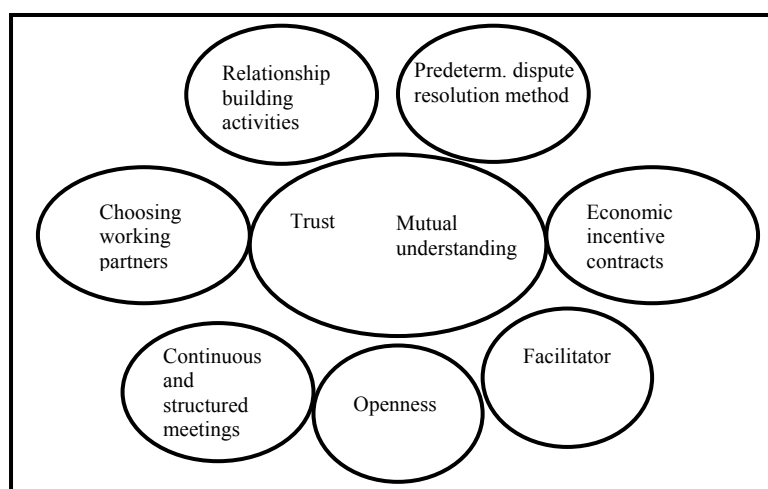 Relationship
building
activities
Predeterm. dispute
resolution method
Choosing
working
partners
Trust
Mutual
understanding
Economic
incentive
contracts
Continuous
and
structured
meetings
Openness
Facilitator